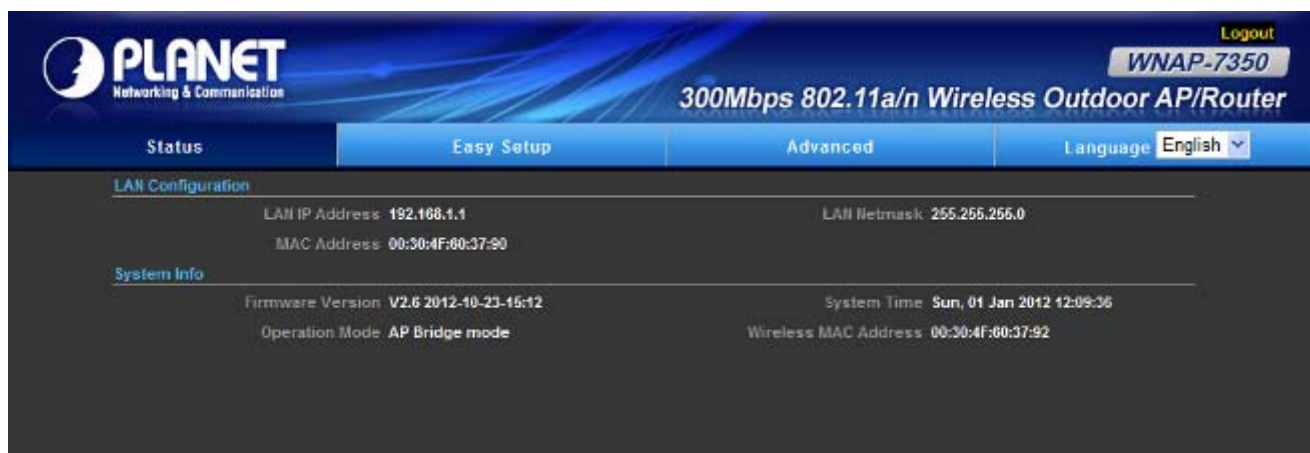 Logout
PLANET
Networking & Communication
WNAP-7350
300Mbps 802.11a/n Wireless Outdoor AP/Router
Status Easy Setup Advanced Language English
LAN Configuration
LAN IP Address 192.168.1.1 LAN Netmask 255.255.255.0
MAC Address 00:30:4F:60:37:90
System Info
Firmware Version V2.6 2012-10-23-15:12 System Time Sun, 01 Jan 2012 12:09:36
Operation Mode AP Bridge mode Wireless MAC Address 00:30:4F:60:37:92